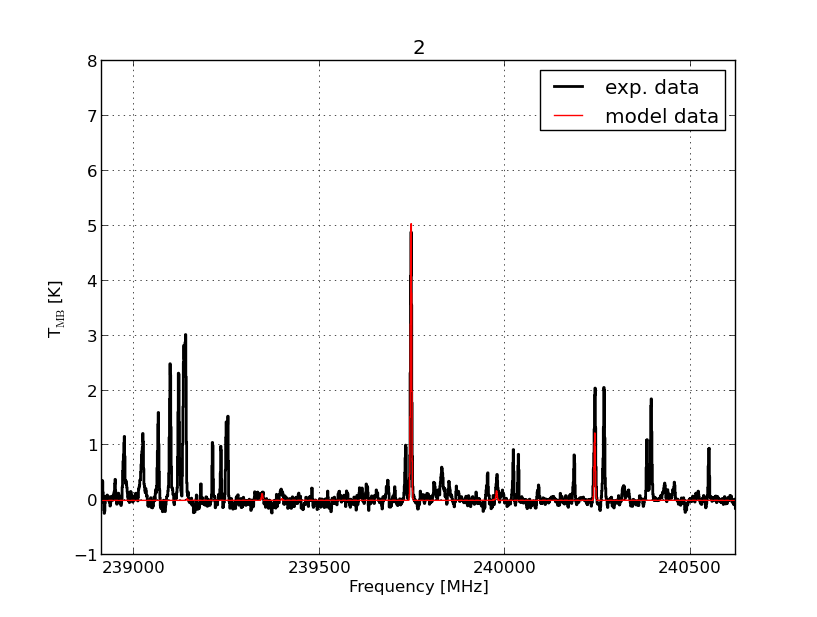 2
exp. data
model data
8
7
6
5
4
3
2
1
0
−1
T_MB [K]
239000 239500 240000 240500
Frequency [MHz]